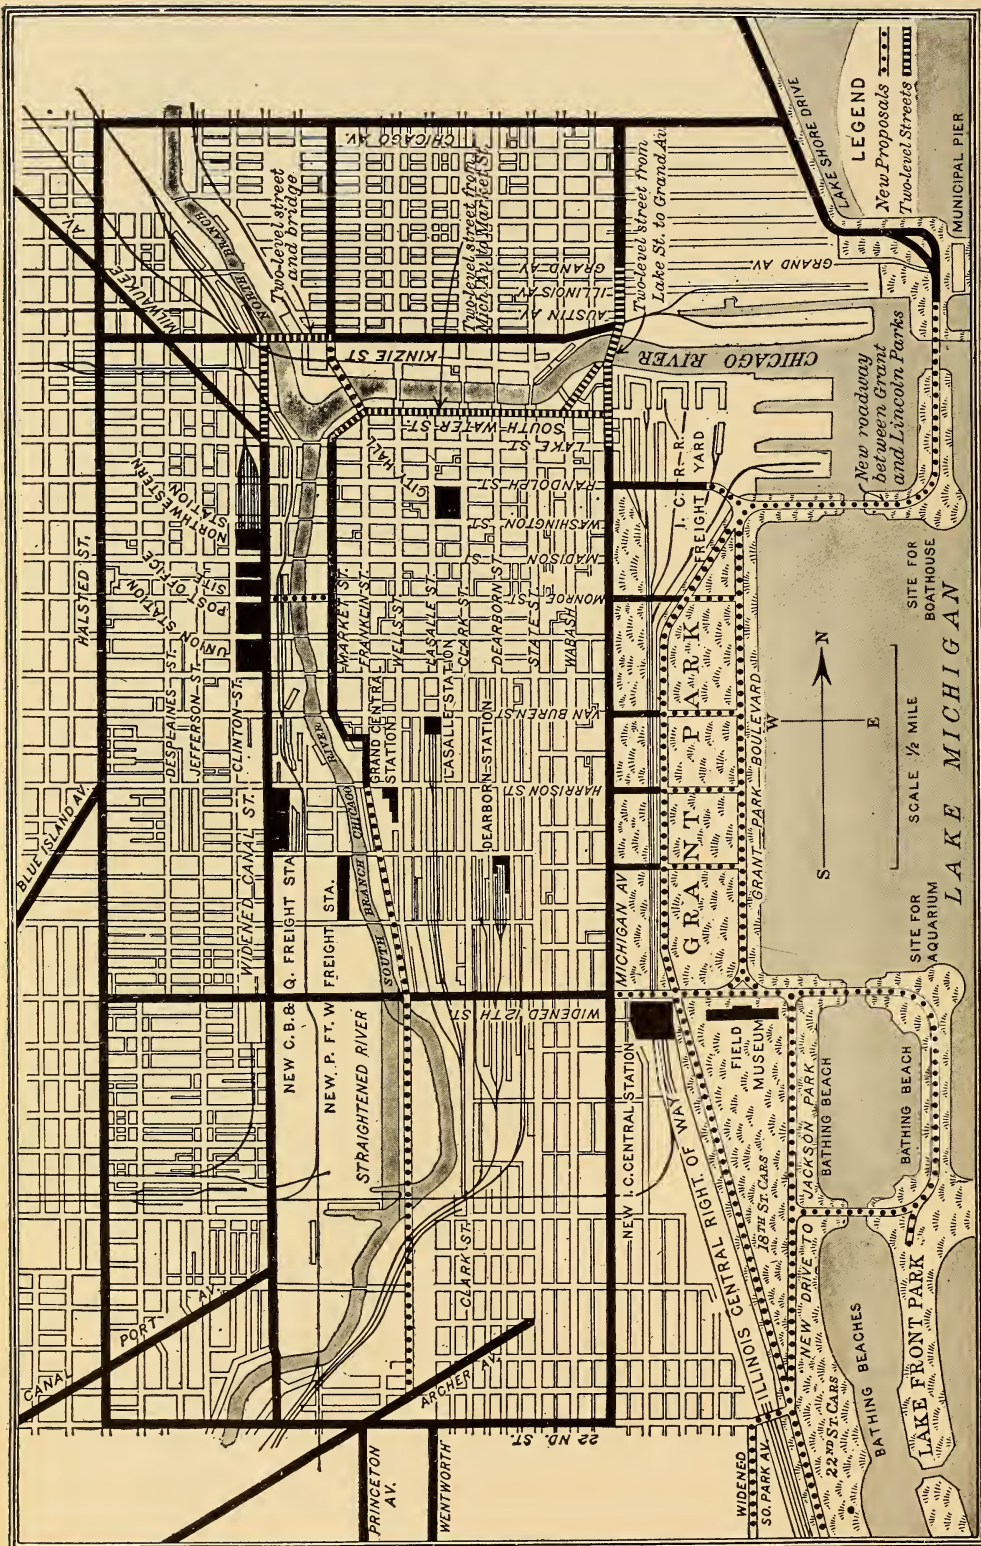 LEGEND
New Proposals
Two-level Streets
MUNICIPAL PIER
LAKE SHORE DRIVE
CHICAGO AV.
Two-level street
and bridge
Two-level street from
Mich. Av. to Market St.
Two-level street from
Lake St. to Grand Av.
NORTH BRANCH
MILWAUKEE
AV.
GRAND AV.
ILLINOIS AV.
AUSTIN AV.
GRAND AV.
KINZIE ST.
CHICAGO RIVER
SOUTH WATER ST.
LAKE ST.
RANDOLPH ST.
WASHINGTON ST.
MADISON ST.
MONROE ST.
VAN BUREN ST.
HARRISON ST.
CITY HALL
I. C. R. R.
FREIGHT YARD
New roadway
between Grant
and Lincoln Parks
NORTHWESTERN
STATION
POST OFFICE
SITE
UNION STATION
HALSTED ST.
DESPLAINES ST.
JEFFERSON ST.
CLINTON ST.
WIDENED CANAL ST.
MARKET ST.
FRANKLIN ST.
WELLS ST.
LASALLE ST.
CLARK ST.
DEARBORN ST.
STATE ST.
WABASH
MICHIGAN AV
GRAND CENTRAL
STATION
LASALLE STATION
DEARBORN STATION
BLUE ISLAND AV.
SOUTH BRANCH CHICAGO RIVER
NEW C. B. & Q. FREIGHT STA.
NEW. P. FT. W. FREIGHT STA.
STRAIGHTENED RIVER
WIDENED 12TH ST.
GRANT PARK
GRANT PARK BOULEVARD
W
E
S
N
SCALE ½ MILE
SITE FOR
BOATHOUSE
SITE FOR
AQUARIUM
LAKE MICHIGAN
NEW I. C. CENTRAL STATION
FIELD
MUSEUM
ILLINOIS CENTRAL RIGHT OF WAY
18TH ST. CARS
NEW DRIVE TO JACKSON PARK
BATHING BEACH
BATHING BEACH
BATHING BEACHES
LAKE FRONT PARK
22ND ST. CARS
CANAL PORT AV.
CLARK ST.
ARCHER AV.
22 ND. ST.
PRINCETON
AV.
WENTWORTH
WIDENED
SO. PARK AV.